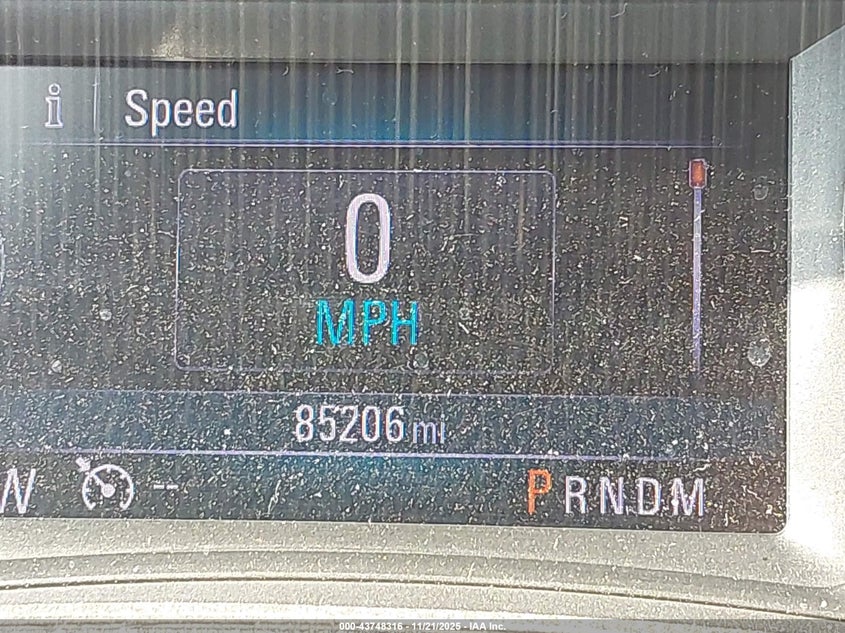 i | Speed
0
MPH
85206 mi
W -- PRNDM
000-43748316 - 11/21/2025 - IAA Inc.